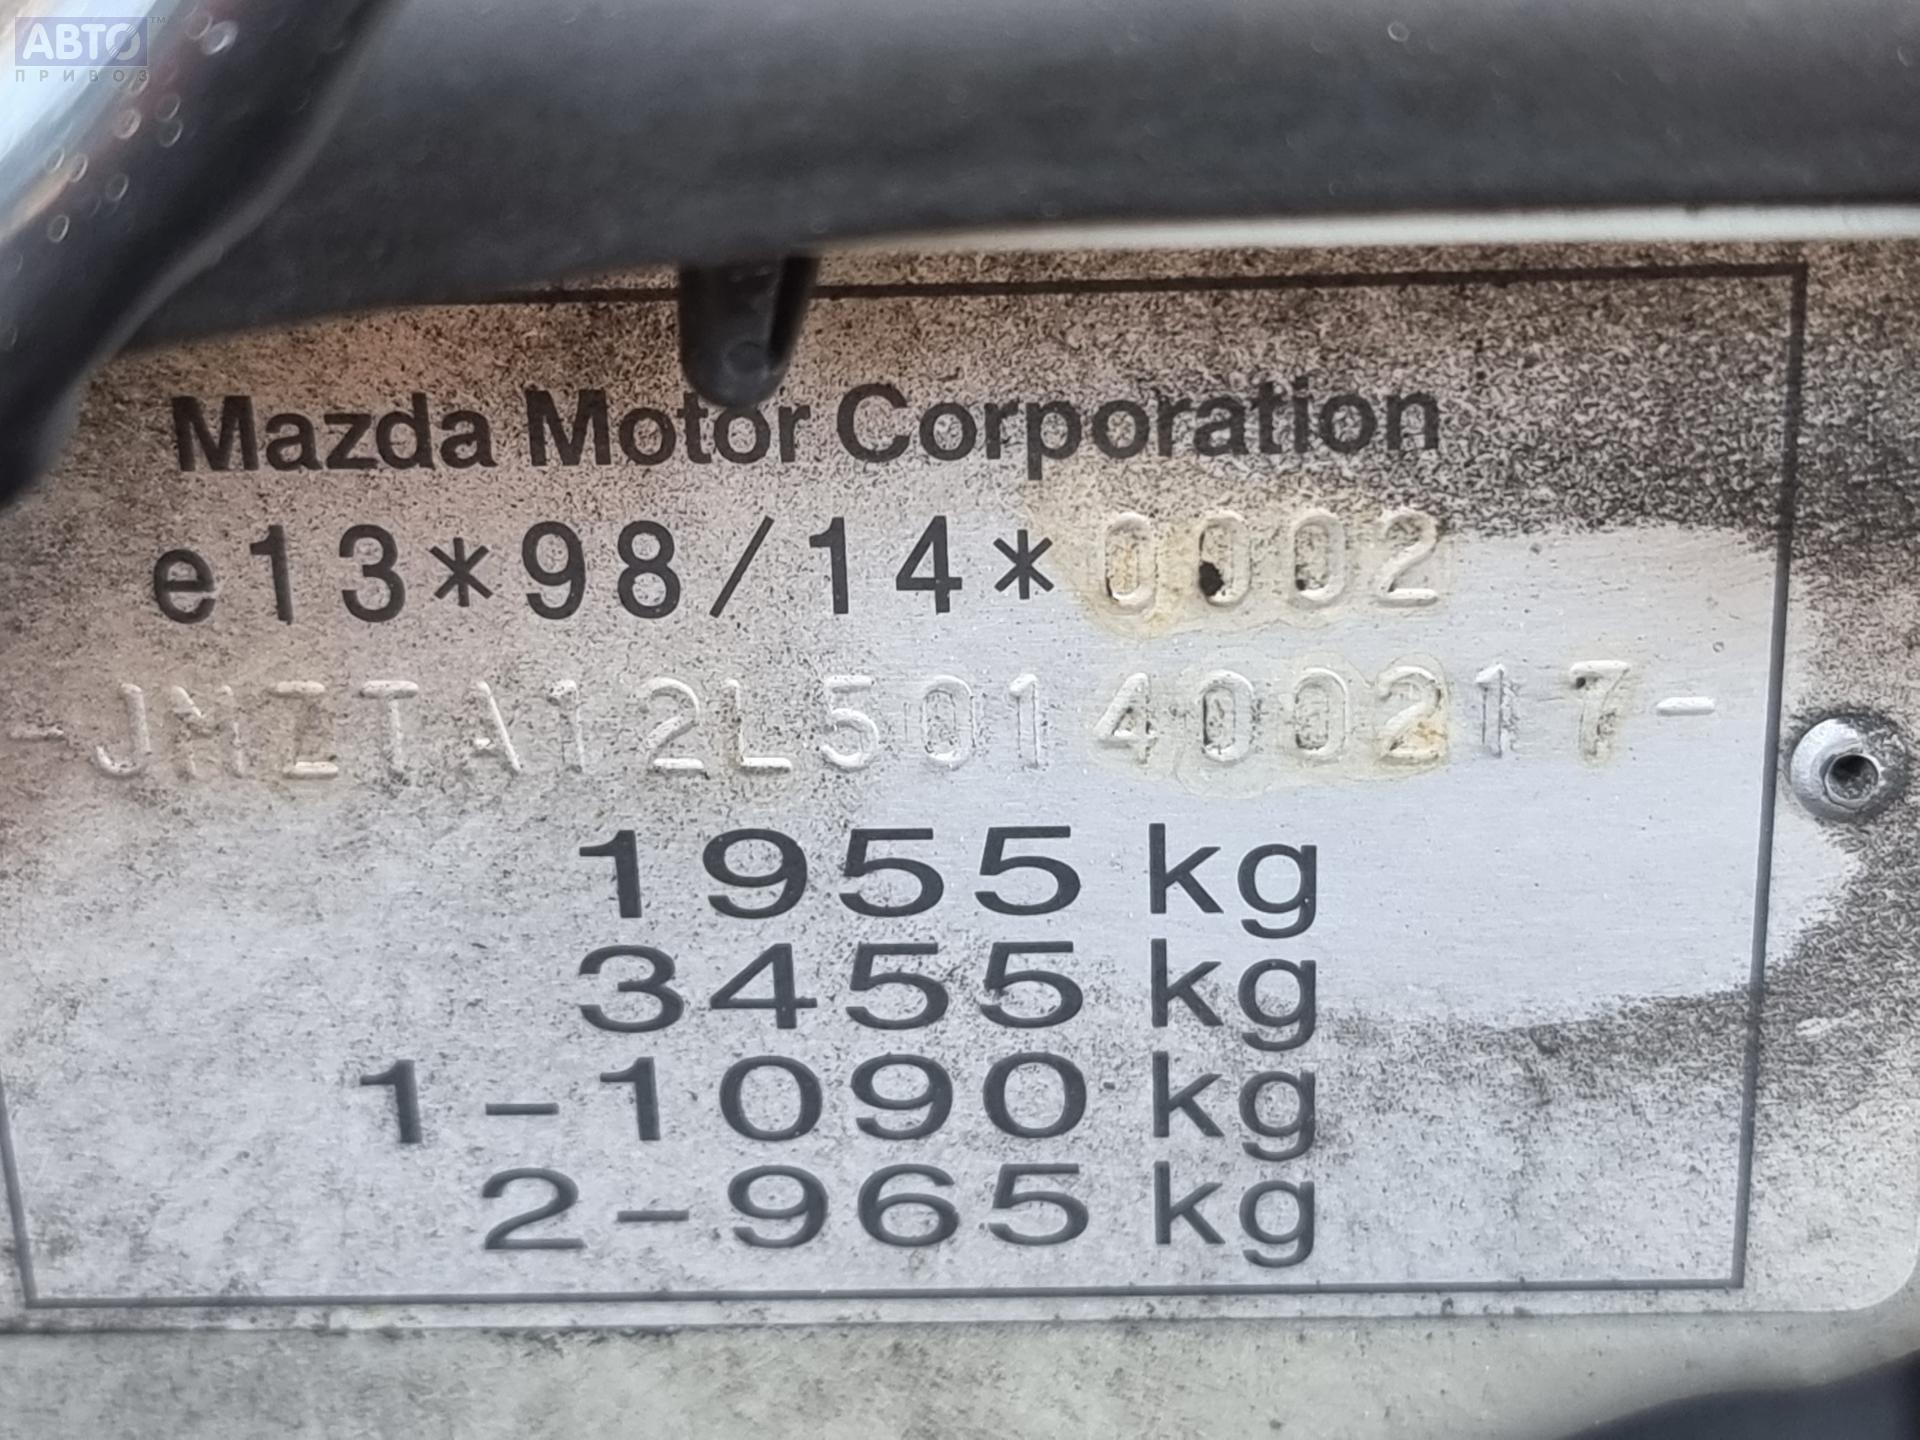 АВТО™
ПРИВОЗ
Mazda Motor Corporation
e13*98/14*0002
-JMZTA12L501400217-
1955 kg
3455 kg
1-1090 kg
2-965 kg